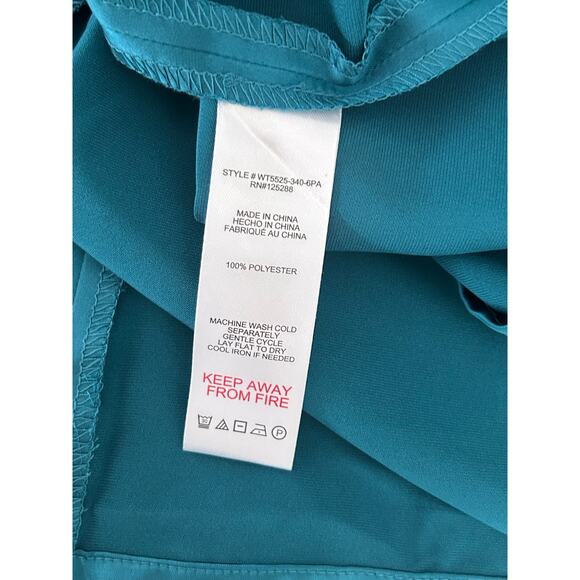 STYLE # WT5525-340-6PA
RN#125288
MADE IN CHINA
HECHO IN CHINA
FABRIQUÉ AU CHINA
100% POLYESTER
MACHINE WASH COLD
SEPARATELY
GENTLE CYCLE
LAY FLAT TO DRY
COOL IRON IF NEEDED
KEEP AWAY
FROM FIRE
P